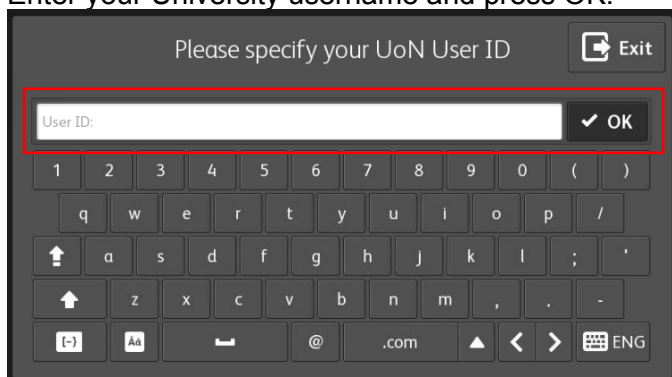 Enter your University username and press OK.
Please specify your UoN User ID
Exit
User ID:
OK
1 2 3 4 5 6 7 8 9 0 ( )
q w e r t y u i o p /
a s d f g h j k l ; '
z x c v b n m , . -
[~} Áá @ .com ENG